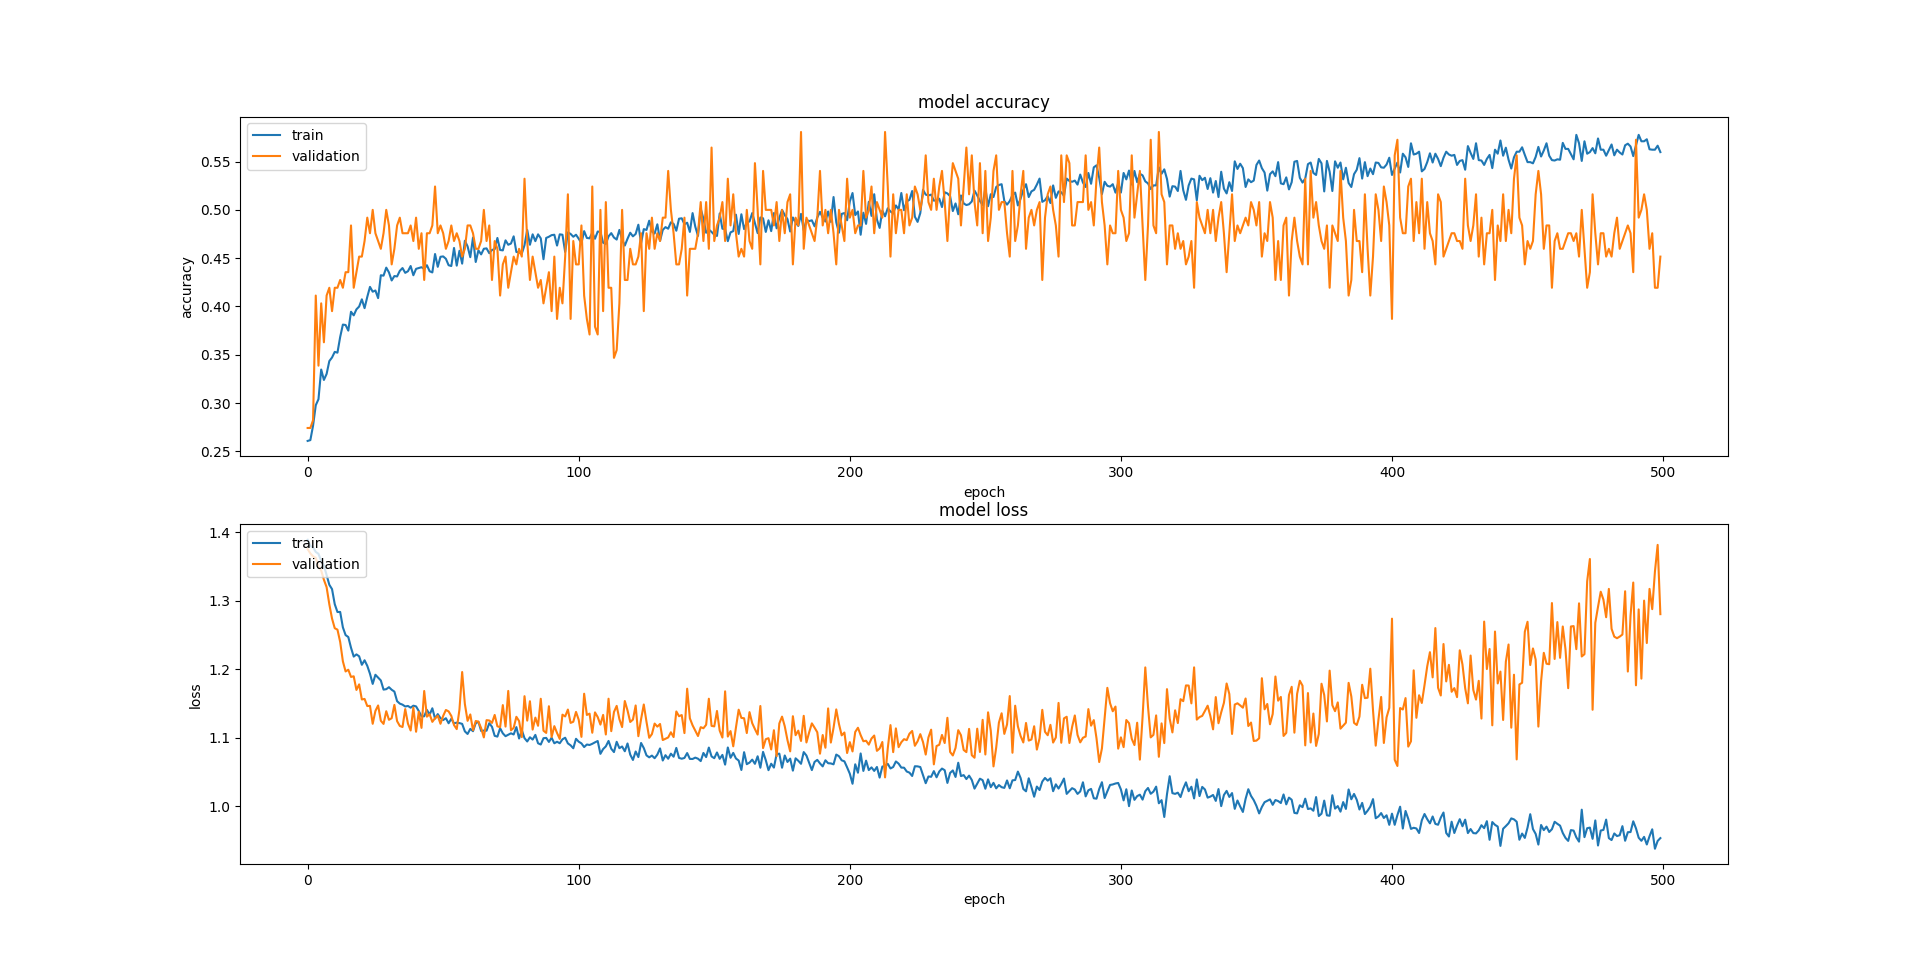 model accuracy
train
validation
0.55
0.50
0.45
0.40
0.35
0.30
0.25
accuracy
0 100 200 300 400 500
epoch
model loss
train
validation
1.4
1.3
1.2
1.1
1.0
loss
0 100 200 300 400 500
epoch